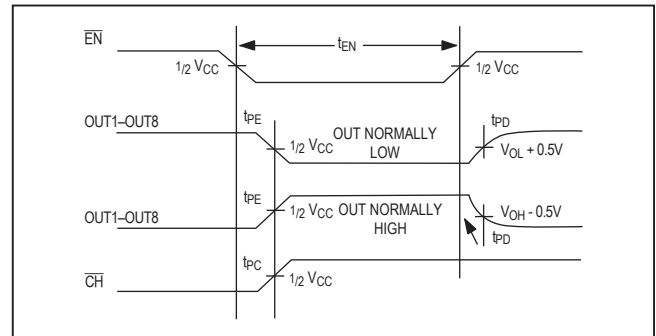 EN
tEN
1/2 VCC
1/2 VCC
OUT1–OUT8
tPE
1/2 VCC
OUT NORMALLY
LOW
tPD
VOL + 0.5V
OUT1–OUT8
tPE
1/2 VCC
OUT NORMALLY
HIGH
VOH - 0.5V
tPD
CH
tPC
1/2 VCC